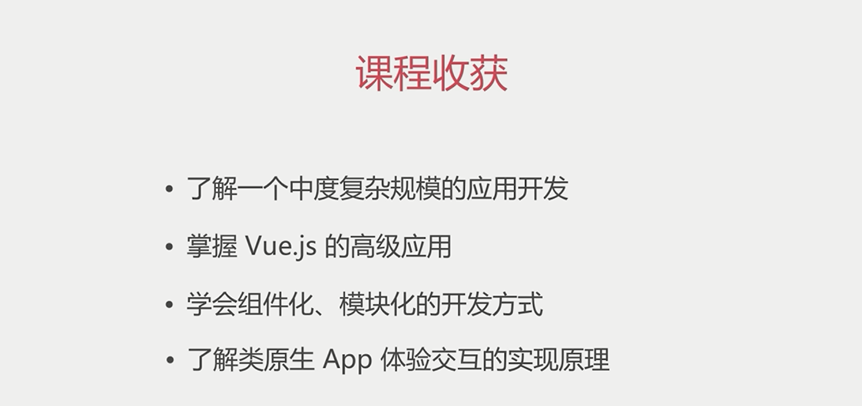 课程收获
• 了解一个中度复杂规模的应用开发
• 掌握 Vue.js 的高级应用
• 学会组件化、模块化的开发方式
• 了解类原生 App 体验交互的实现原理